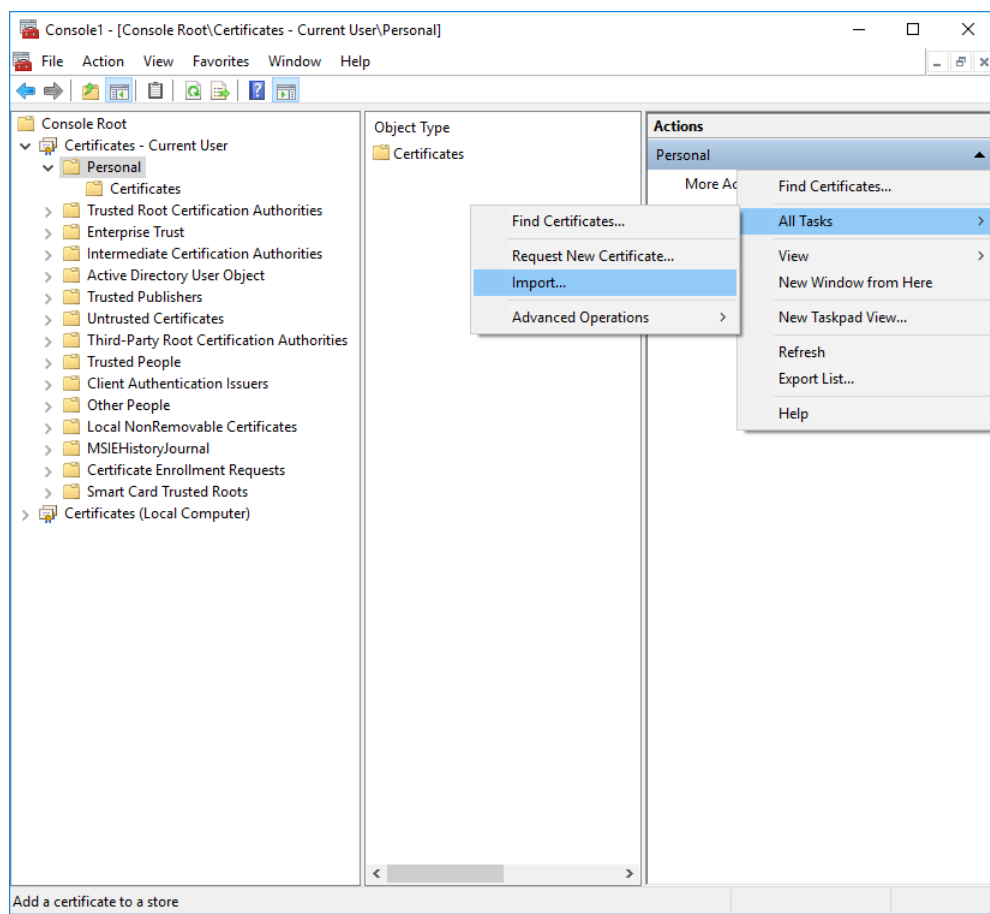 Console1 - [Console Root\Certificates - Current User\Personal]
File Action View Favorites Window Help
Console Root
Certificates - Current User
Personal
Certificates
Trusted Root Certification Authorities
Enterprise Trust
Intermediate Certification Authorities
Active Directory User Object
Trusted Publishers
Untrusted Certificates
Third-Party Root Certification Authorities
Trusted People
Client Authentication Issuers
Other People
Local NonRemovable Certificates
MSIEHistoryJournal
Certificate Enrollment Requests
Smart Card Trusted Roots
Certificates (Local Computer)
Object Type
Certificates
Actions
Personal
More Ac
Find Certificates...
Request New Certificate...
Import...
Advanced Operations
Find Certificates...
All Tasks
View
New Window from Here
New Taskpad View...
Refresh
Export List...
Help
Add a certificate to a store